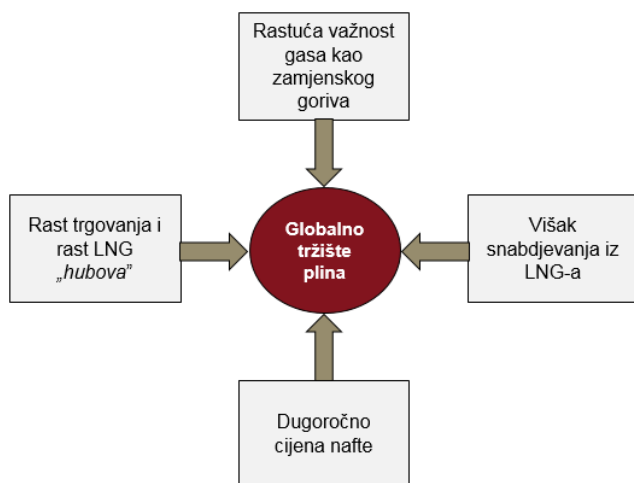 Rastuća važnost
gasa kao
zamjenskog
goriva
Rast trgovanja i
rast LNG
„hubova”
Globalno
tržište
plina
Višak
snabdjevanja iz
LNG-a
Dugoročno
cijena nafte